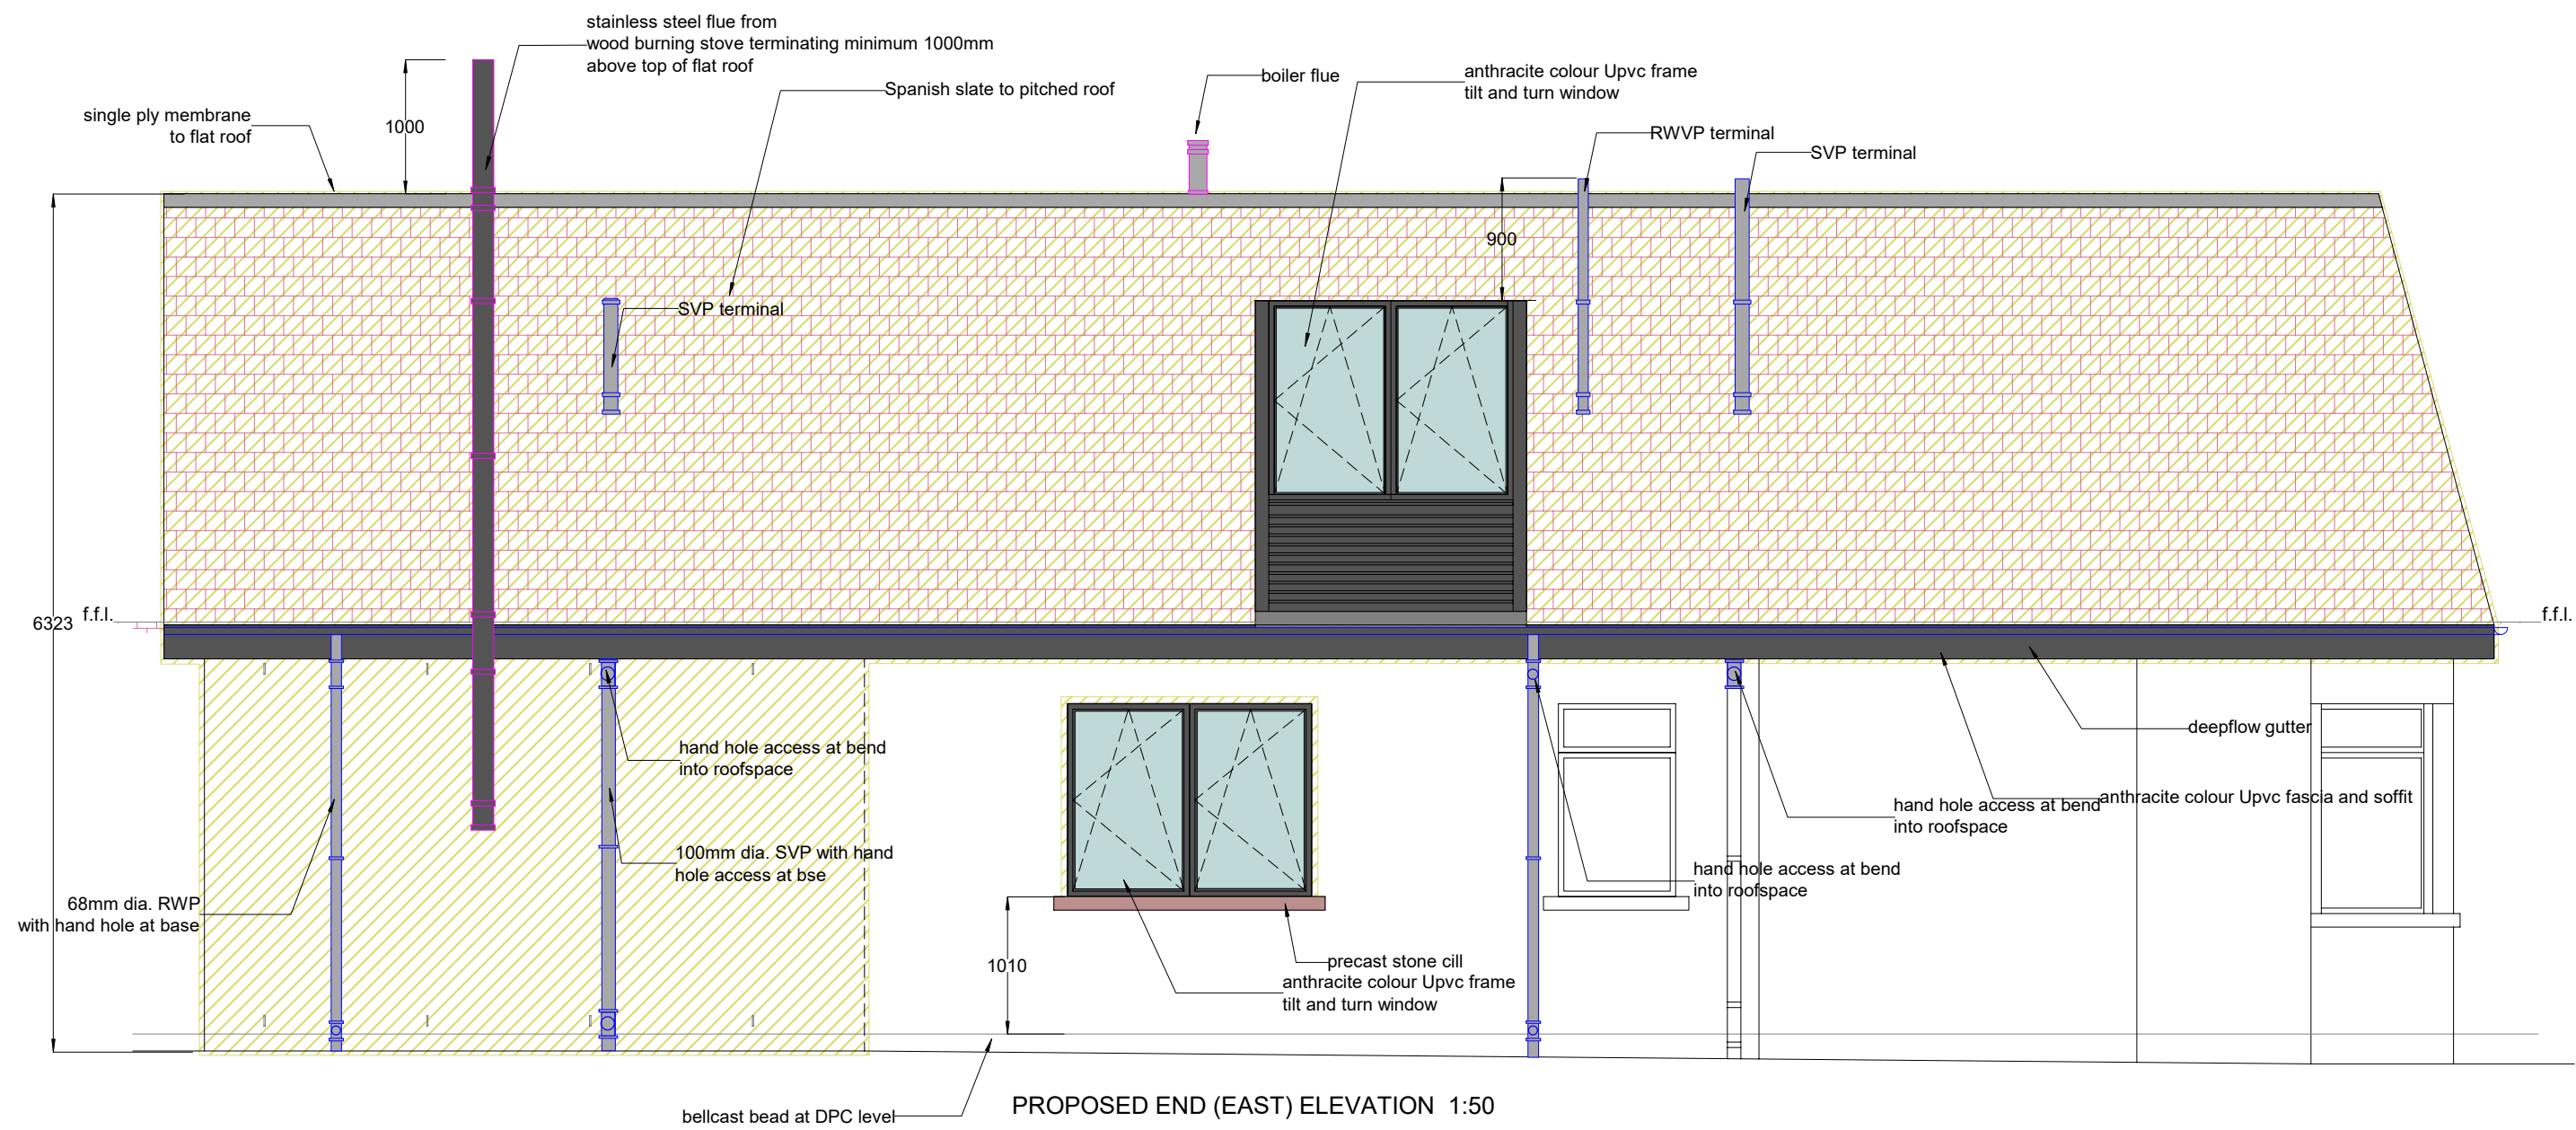 stainless steel flue from
wood burning stove terminating minimum 1000mm
above top of flat roof
single ply membrane
to flat roof
1000
Spanish slate to pitched roof
boiler flue
anthracite colour Upvc frame
tilt and turn window
RWVP terminal
SVP terminal
900
SVP terminal
6323
f.f.l.
f.f.l.
deepflow gutter
hand hole access at bend
into roofspace
anthracite colour Upvc fascia and soffit
hand hole access at bend
into roofspace
100mm dia. SVP with hand
hole access at bse
hand hole access at bend
into roofspace
68mm dia. RWP
with hand hole at base
1010
precast stone cill
anthracite colour Upvc frame
tilt and turn window
bellcast bead at DPC level
PROPOSED END (EAST) ELEVATION 1:50